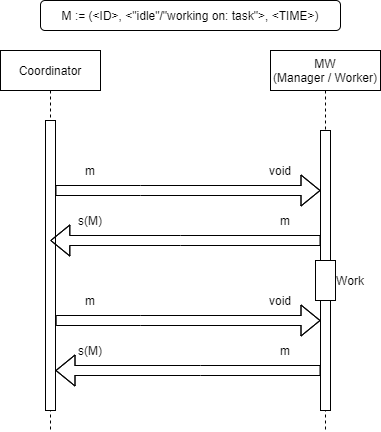 M := (<ID>, <"idle"/"working on: task">, <TIME>)
Coordinator
MW
(Manager / Worker)
m
void
s(M)
m
Work
m
void
s(M)
m